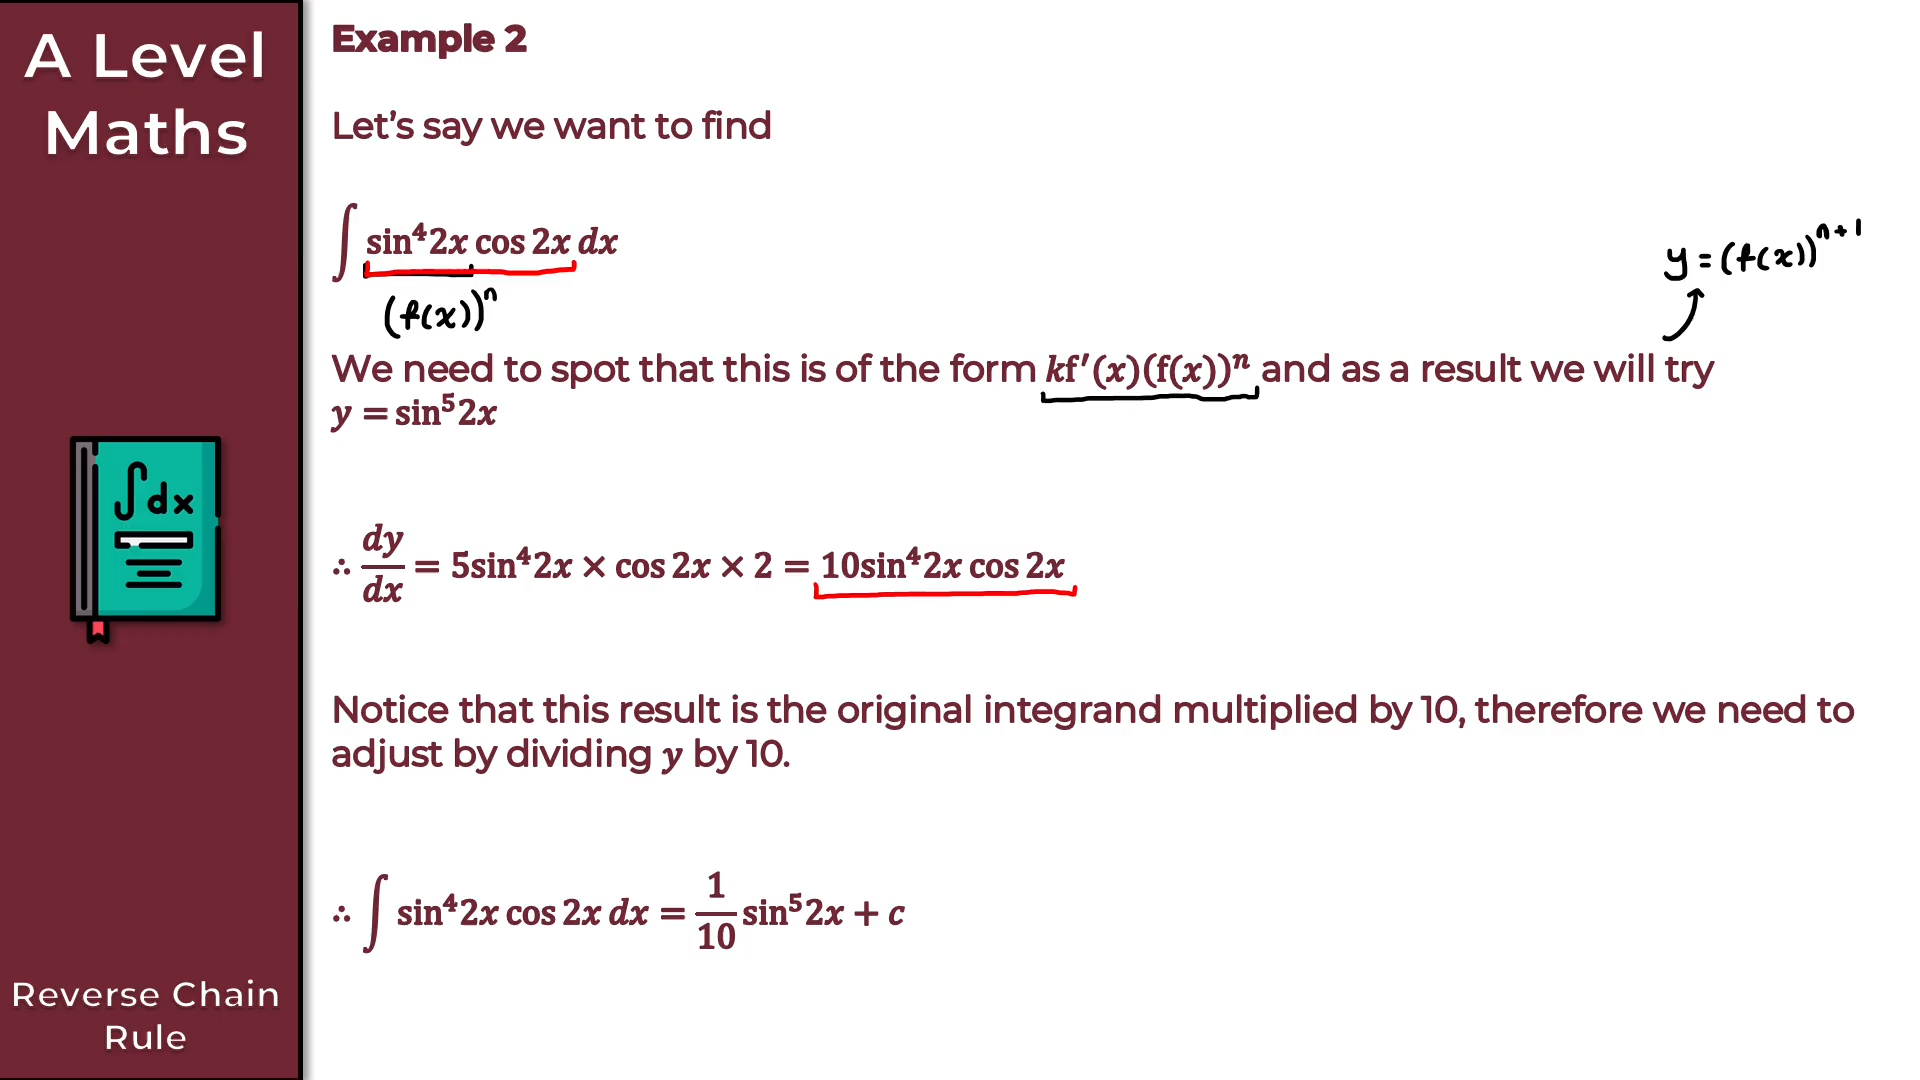 A Level
Maths
∫dx
Reverse Chain
Rule
Example 2
Let’s say we want to find
∫ sin⁴2x cos 2x dx
(f(x))ⁿ
y = (f(x))ⁿ⁺¹
We need to spot that this is of the form kf′(x)(f(x))ⁿ and as a result we will try
y = sin⁵2x
∴ dy/dx = 5sin⁴2x × cos 2x × 2 = 10sin⁴2x cos 2x
Notice that this result is the original integrand multiplied by 10, therefore we need to
adjust by dividing y by 10.
∴ ∫ sin⁴2x cos 2x dx = 1/10 sin⁵2x + c